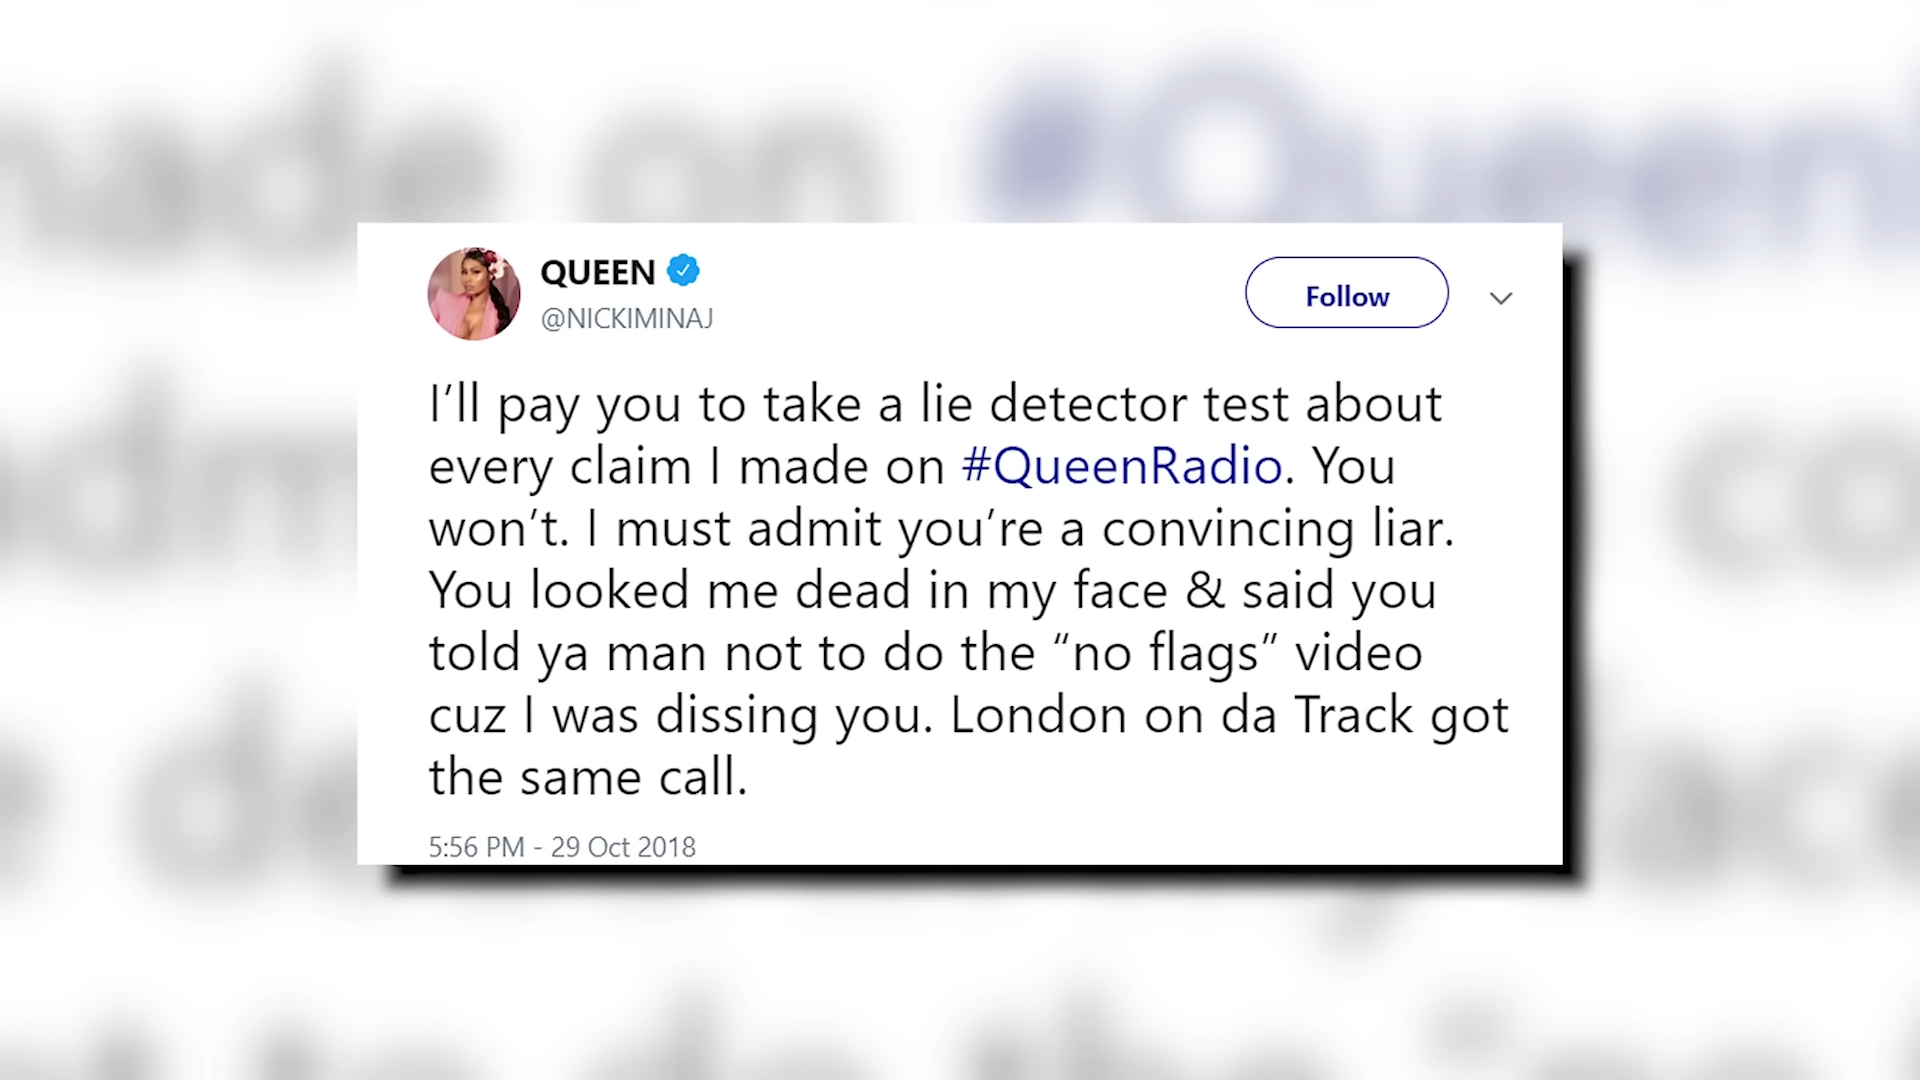 QUEEN
@NICKIMINAJ
Follow
I’ll pay you to take a lie detector test about
every claim I made on #QueenRadio. You
won’t. I must admit you’re a convincing liar.
You looked me dead in my face & said you
told ya man not to do the “no flags” video
cuz I was dissing you. London on da Track got
the same call.
5:56 PM - 29 Oct 2018